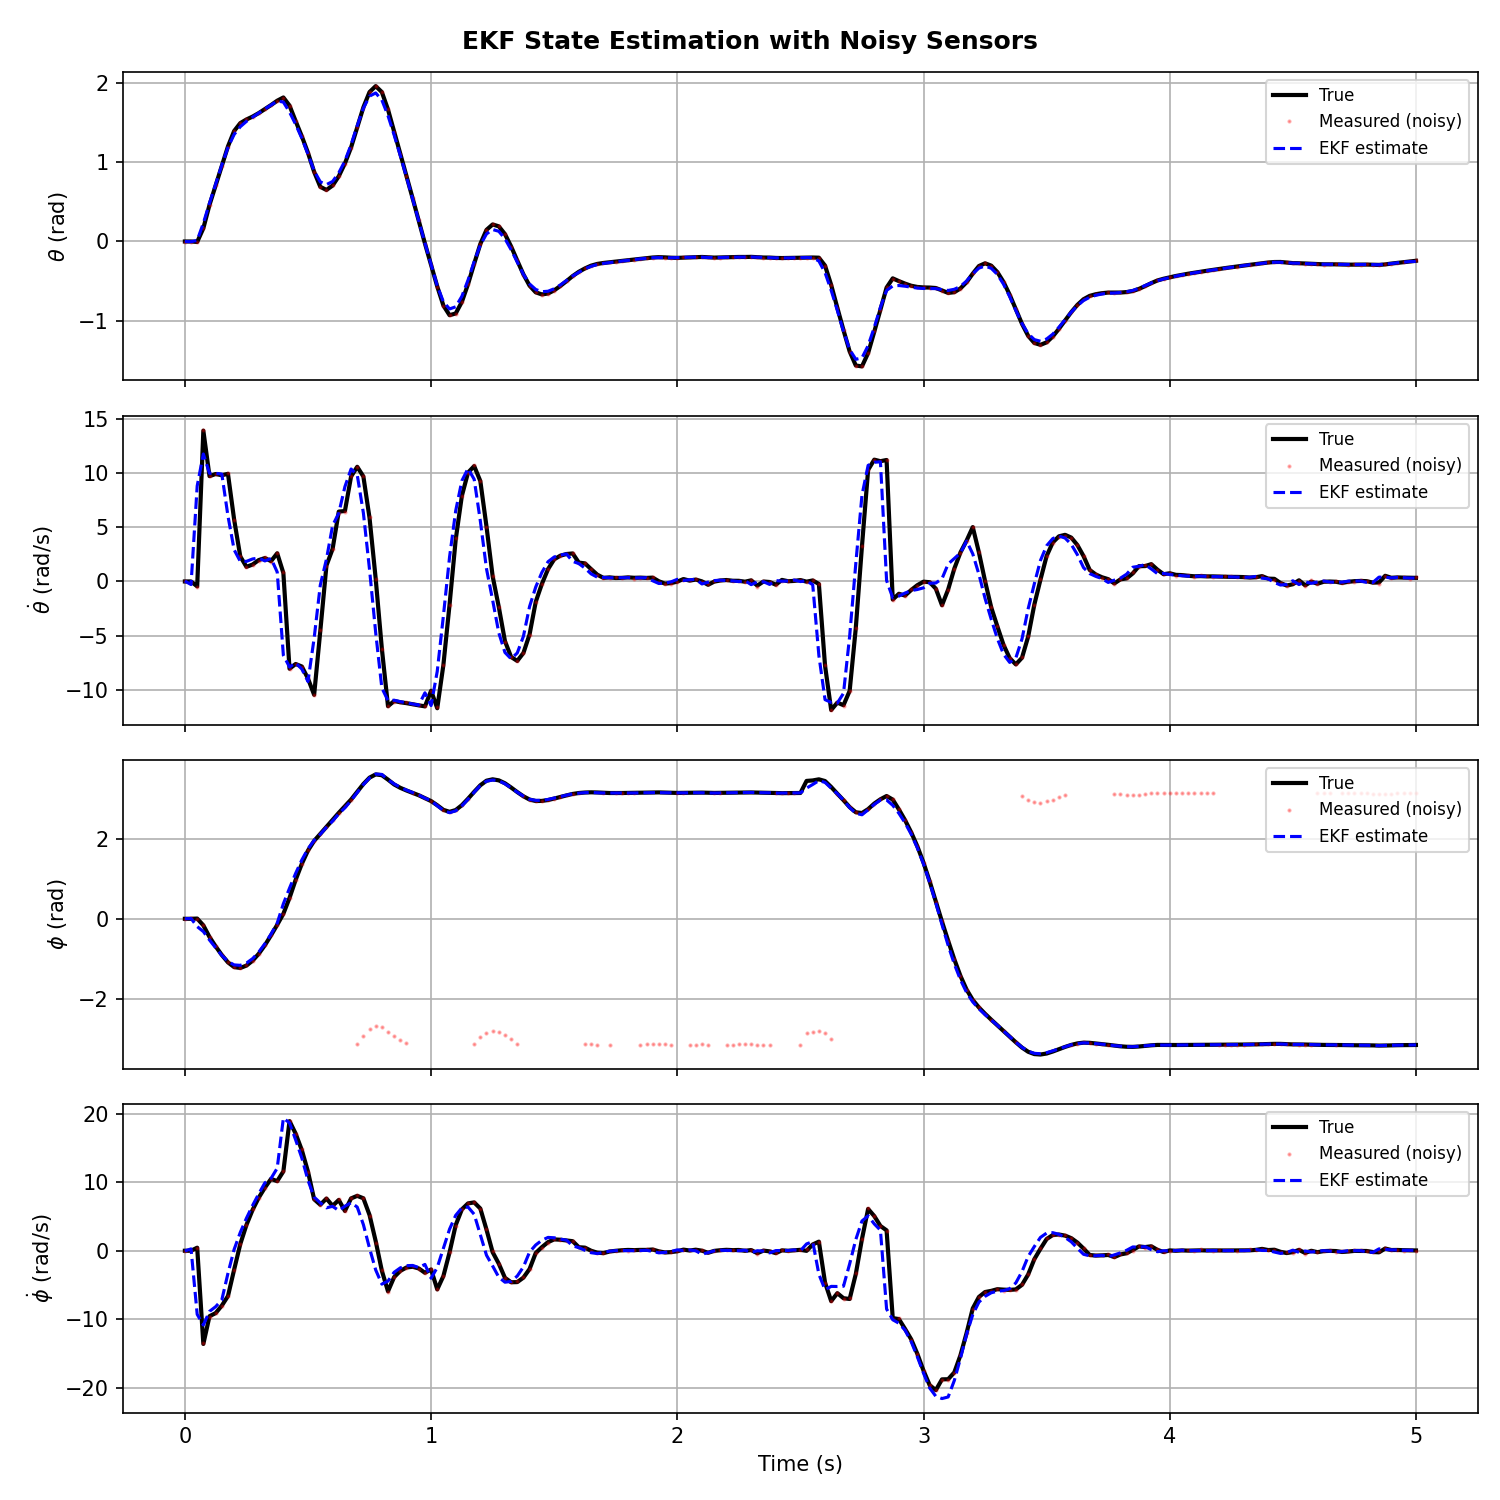 EKF State Estimation with Noisy Sensors
2
1
0
−1
θ (rad)
True
Measured (noisy)
EKF estimate
15
10
5
0
−5
−10
θ̇ (rad/s)
True
Measured (noisy)
EKF estimate
2
0
−2
ϕ (rad)
True
Measured (noisy)
EKF estimate
20
10
0
−10
−20
ϕ̇ (rad/s)
True
Measured (noisy)
EKF estimate
0 1 2 3 4 5
Time (s)